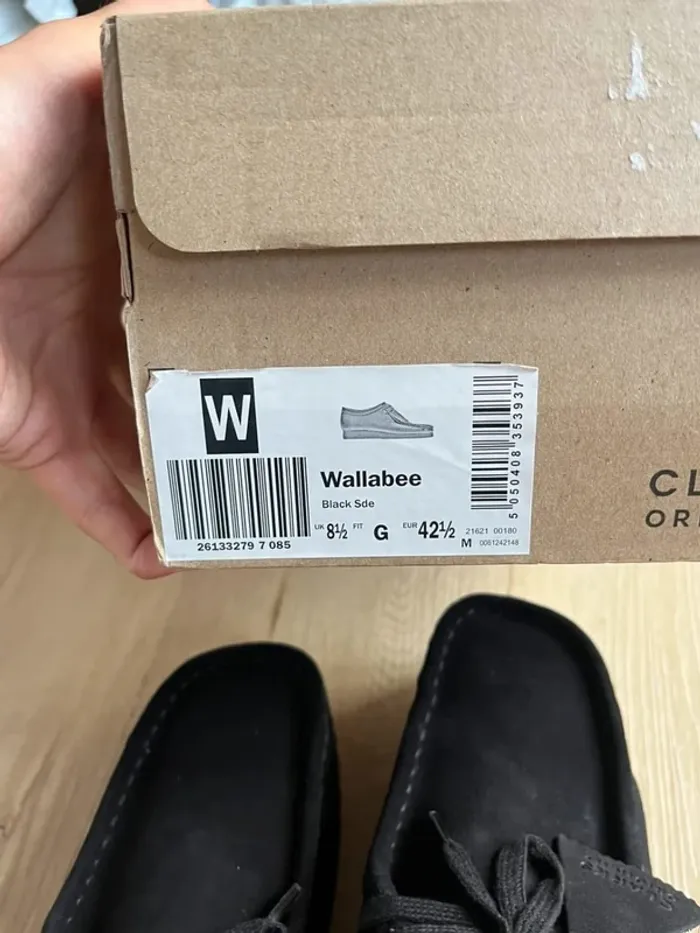 W
26133279 7 085
Wallabee
Black Sde
UK 8½ FIT G EUR 42½
5 050408 353937
21621 00180
M 0061242148
CL
OR